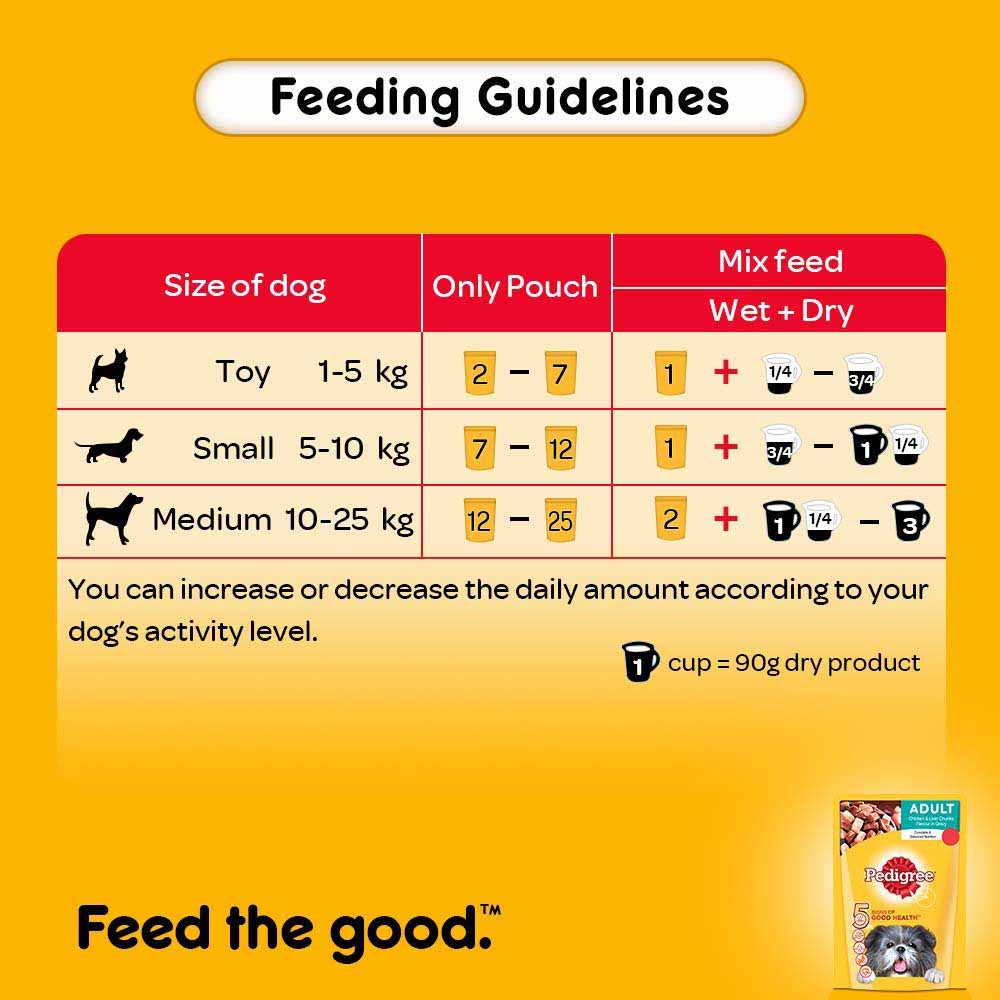 Feeding Guidelines
Size of dog
Only Pouch
Mix feed
Wet + Dry
Toy 1-5 kg 2 – 7 1 + 1/4 – 3/4
Small 5-10 kg 7 – 12 1 + 3/4 – 1 1/4
Medium 10-25 kg 12 – 25 2 + 1 1/4 – 3
You can increase or decrease the daily amount according to your
dog's activity level.
1 cup = 90g dry product
ADULT
Chicken & Liver Chunks
Flavour in Gravy
Complete &
Balanced Nutrition
Pedigree
5 SIGNS OF
GOOD HEALTH
Feed the good.™